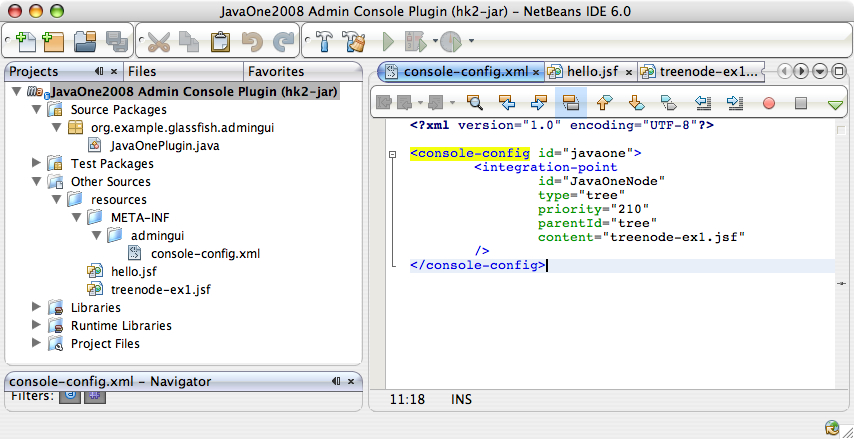 JavaOne2008 Admin Console Plugin (hk2-jar) - NetBeans IDE 6.0
Projects
Files
Favorites
JavaOne2008 Admin Console Plugin (hk2-jar)
Source Packages
org.example.glassfish.admingui
JavaOnePlugin.java
Test Packages
Other Sources
resources
META-INF
admingui
console-config.xml
hello.jsf
treenode-ex1.jsf
Libraries
Runtime Libraries
Project Files
console-config.xml - Navigator
Filters:
console-config.xml
hello.jsf
treenode-ex1...
<?xml version="1.0" encoding="UTF-8"?>
<console-config id="javaone">
<integration-point
id="JavaOneNode"
type="tree"
priority="210"
parentId="tree"
content="treenode-ex1.jsf"
/>
</console-config>
11:18 INS